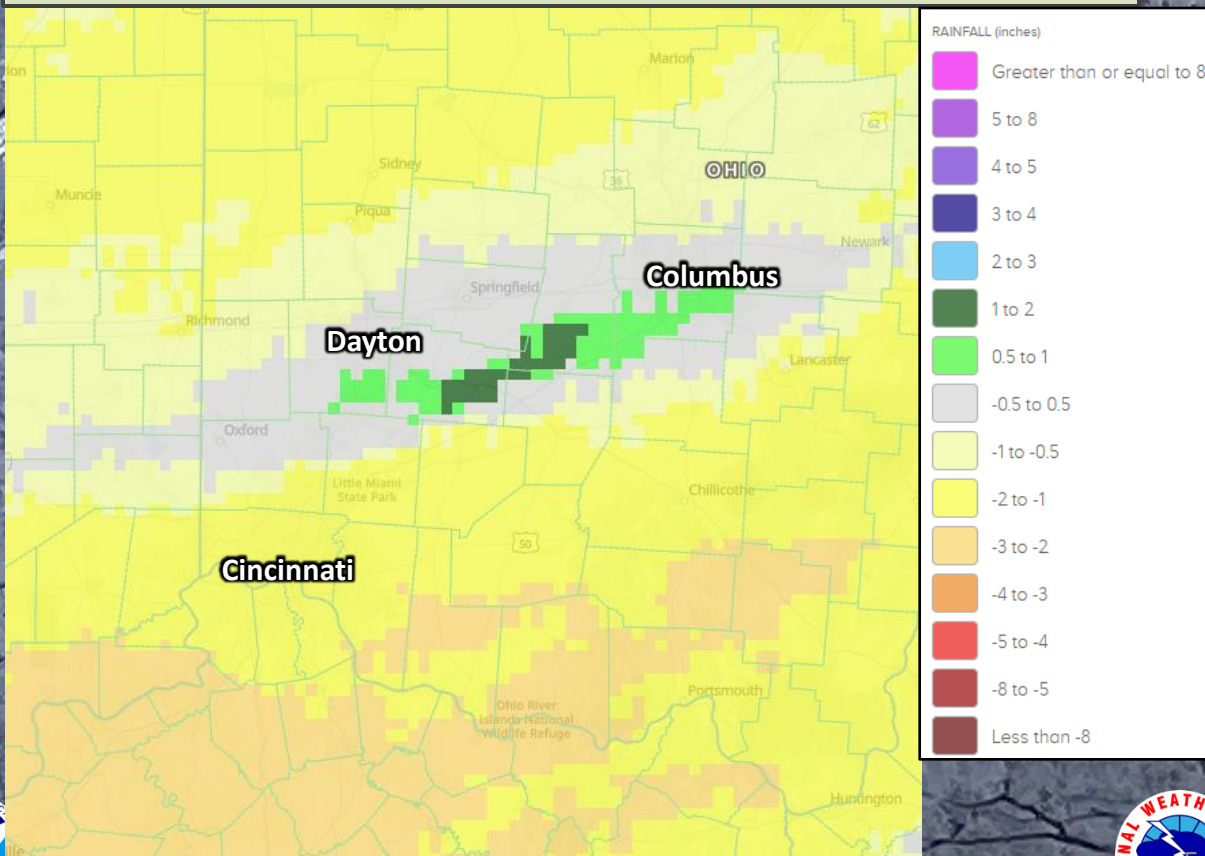 Marion
62
OHIO
36
Sidney
Muncie
Piqua
Newark
Columbus
Springfield
Richmond
Dayton
Lancaster
Oxford
Little Miami
State Park
Chillicothe
50
Cincinnati
Portsmouth
Ohio River
Islands National
Wildlife Refuge
Huntington
RAINFALL (inches)
Greater than or equal to 8
5 to 8
4 to 5
3 to 4
2 to 3
1 to 2
0.5 to 1
-0.5 to 0.5
-1 to -0.5
-2 to -1
-3 to -2
-4 to -3
-5 to -4
-8 to -5
Less than -8
NAL WEATH